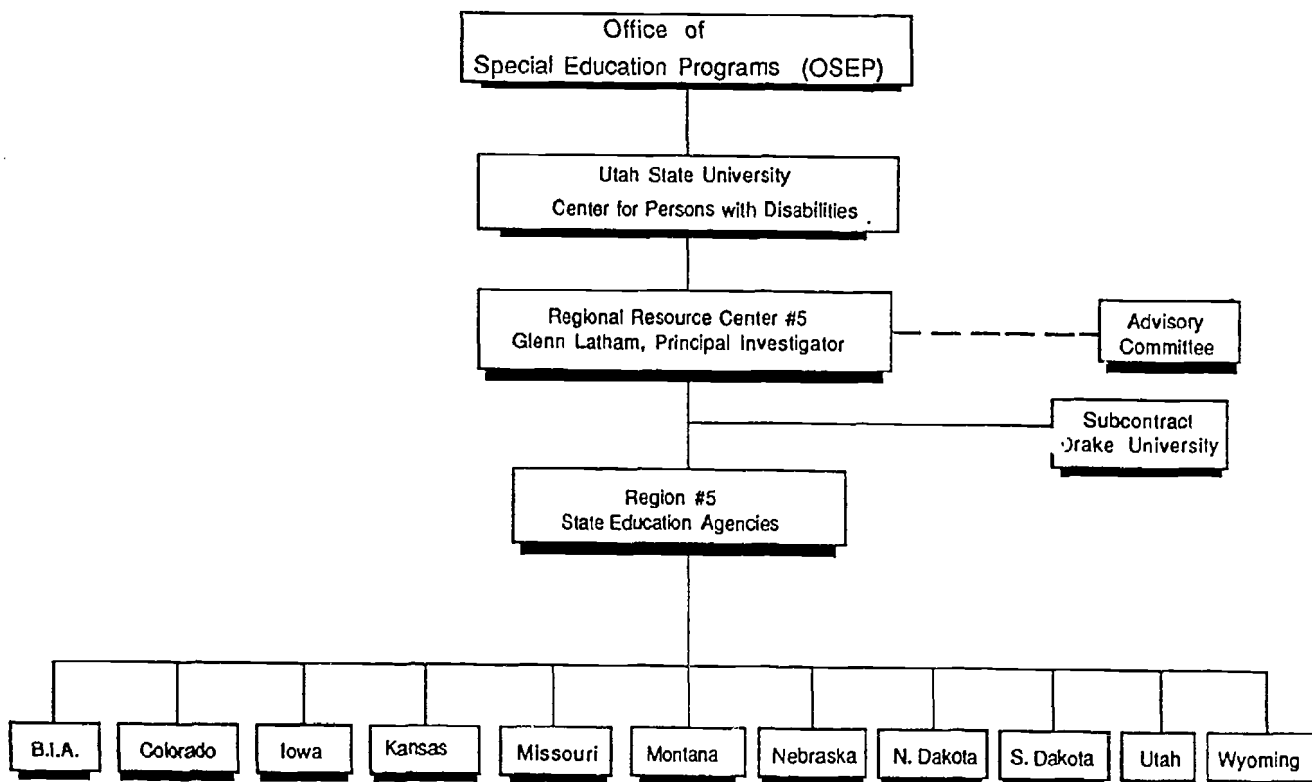 Office of
Special Education Programs (OSEP)
Utah State University
Center for Persons with Disabilities
Regional Resource Center #5
Glenn Latham, Principal Investigator
Advisory
Committee
Subcontract
Drake University
Region #5
State Education Agencies
B.I.A.
Colorado
Iowa
Kansas
Missouri
Montana
Nebraska
N. Dakota
S. Dakota
Utah
Wyoming